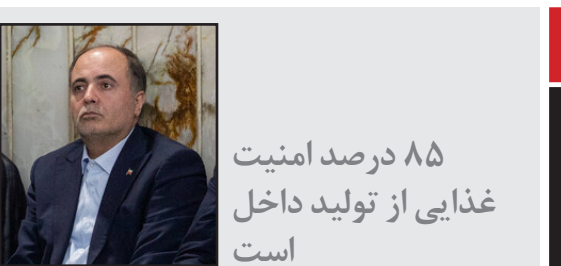 ۸۵ درصد امنیت
غذایی از تولید داخل
است